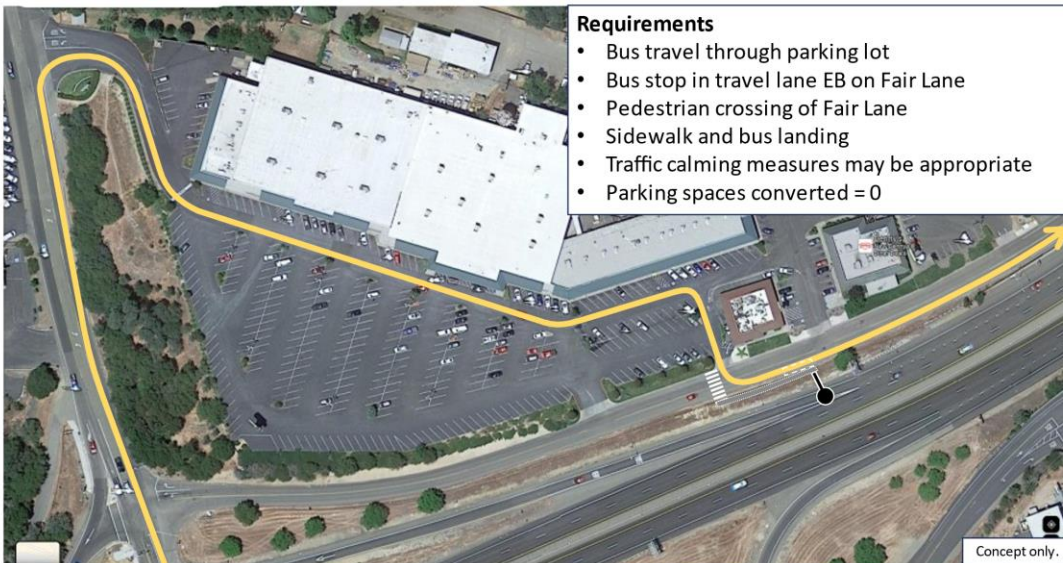 Requirements
• Bus travel through parking lot
• Bus stop in travel lane EB on Fair Lane
• Pedestrian crossing of Fair Lane
• Sidewalk and bus landing
• Traffic calming measures may be appropriate
• Parking spaces converted = 0
Concept only.